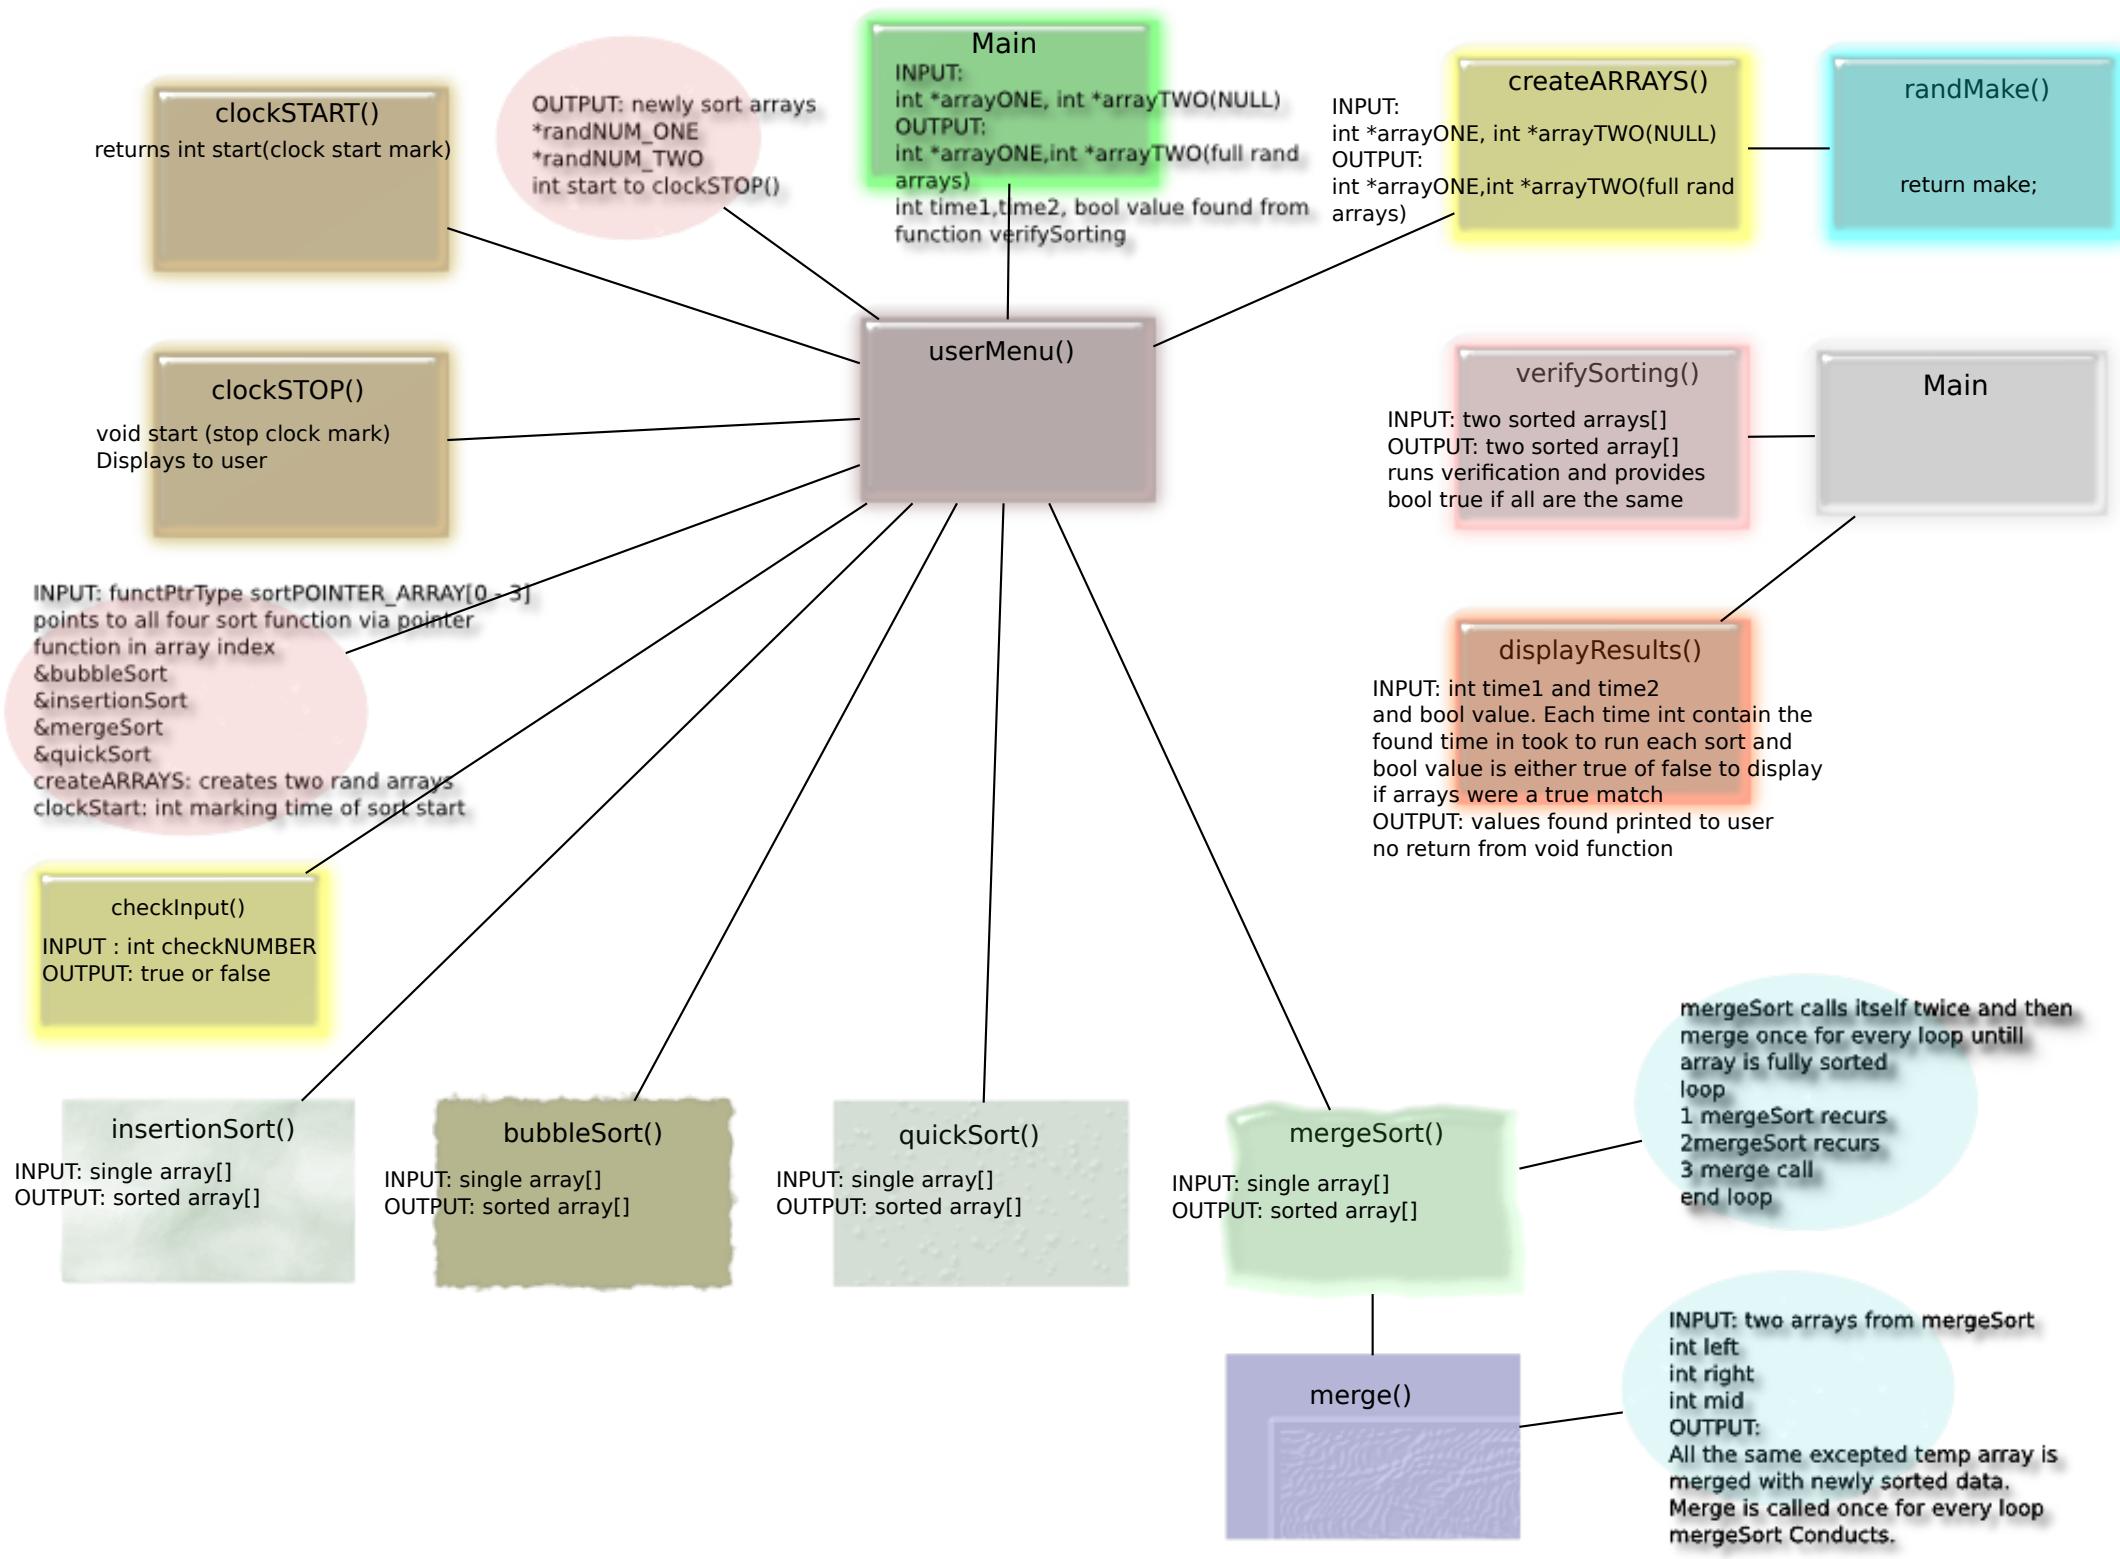 Main
INPUT:
int *arrayONE, int *arrayTWO(NULL)
OUTPUT:
int *arrayONE,int *arrayTWO(full rand
arrays)
int time1,time2, bool value found from
function verifySorting
clockSTART()
returns int start(clock start mark)
OUTPUT: newly sort arrays
*randNUM_ONE
*randNUM_TWO
int start to clockSTOP()
createARRAYS()
INPUT:
int *arrayONE, int *arrayTWO(NULL)
OUTPUT:
int *arrayONE,int *arrayTWO(full rand
arrays)
randMake()
return make;
userMenu()
clockSTOP()
void start (stop clock mark)
Displays to user
verifySorting()
INPUT: two sorted arrays[]
OUTPUT: two sorted array[]
runs verification and provides
bool true if all are the same
Main
INPUT: functPtrType sortPOINTER_ARRAY[0 - 3]
points to all four sort function via pointer
function in array index
&bubbleSort
&insertionSort
&mergeSort
&quickSort
createARRAYS: creates two rand arrays
clockStart: int marking time of sort start
displayResults()
INPUT: int time1 and time2
and bool value. Each time int contain the
found time in took to run each sort and
bool value is either true of false to display
if arrays were a true match
OUTPUT: values found printed to user
no return from void function
checkInput()
INPUT : int checkNUMBER
OUTPUT: true or false
insertionSort()
INPUT: single array[]
OUTPUT: sorted array[]
bubbleSort()
INPUT: single array[]
OUTPUT: sorted array[]
quickSort()
INPUT: single array[]
OUTPUT: sorted array[]
mergeSort()
INPUT: single array[]
OUTPUT: sorted array[]
mergeSort calls itself twice and then
merge once for every loop untill
array is fully sorted
loop
1 mergeSort recurs
2mergeSort recurs
3 merge call
end loop
merge()
INPUT: two arrays from mergeSort
int left
int right
int mid
OUTPUT:
All the same excepted temp array is
merged with newly sorted data.
Merge is called once for every loop
mergeSort Conducts.